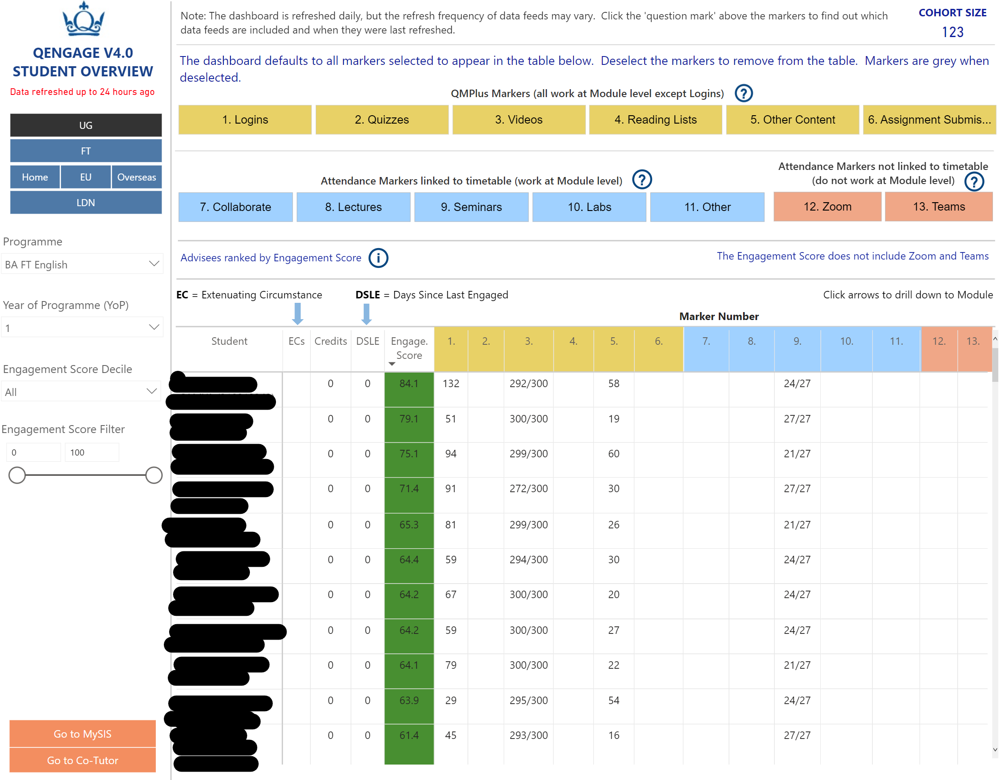 Note: The dashboard is refreshed daily, but the refresh frequency of data feeds may vary.  Click the 'question mark' above the markers to find out which
data feeds are included and when they were last refreshed.
COHORT SIZE
123
QENGAGE V4.0
STUDENT OVERVIEW
Data refreshed up to 24 hours ago
UG
FT
Home EU Overseas
LDN
Programme
BA FT English
Year of Programme (YoP)
1
Engagement Score Decile
All
Engagement Score Filter
0 100
Go to MySIS
Go to Co-Tutor
The dashboard defaults to all markers selected to appear in the table below.  Deselect the markers to remove from the table.  Markers are grey when
deselected.
QMPlus Markers (all work at Module level except Logins) ?
1. Logins 2. Quizzes 3. Videos 4. Reading Lists 5. Other Content 6. Assignment Submis...
Attendance Markers linked to timetable (work at Module level) ?
Attendance Markers not linked to timetable
(do not work at Module level) ?
7. Collaborate 8. Lectures 9. Seminars 10. Labs 11. Other 12. Zoom 13. Teams
Advisees ranked by Engagement Score i
The Engagement Score does not include Zoom and Teams
EC = Extenuating Circumstance DSLE = Days Since Last Engaged Click arrows to drill down to Module
Marker Number
Student ECs Credits DSLE Engage. Score 1. 2. 3. 4. 5. 6. 7. 8. 9. 10. 11. 12. 13.
0 0 84.1 132 292/300 58 24/27
0 0 79.1 51 300/300 19 27/27
0 0 75.1 94 299/300 60 21/27
0 0 71.4 91 272/300 30 27/27
0 0 65.3 81 299/300 26 21/27
0 0 64.4 59 294/300 30 24/27
0 0 64.2 67 300/300 20 24/27
0 0 64.2 59 300/300 27 24/27
0 0 64.1 79 300/300 22 21/27
0 0 63.9 29 295/300 54 24/27
0 0 61.4 45 293/300 16 27/27